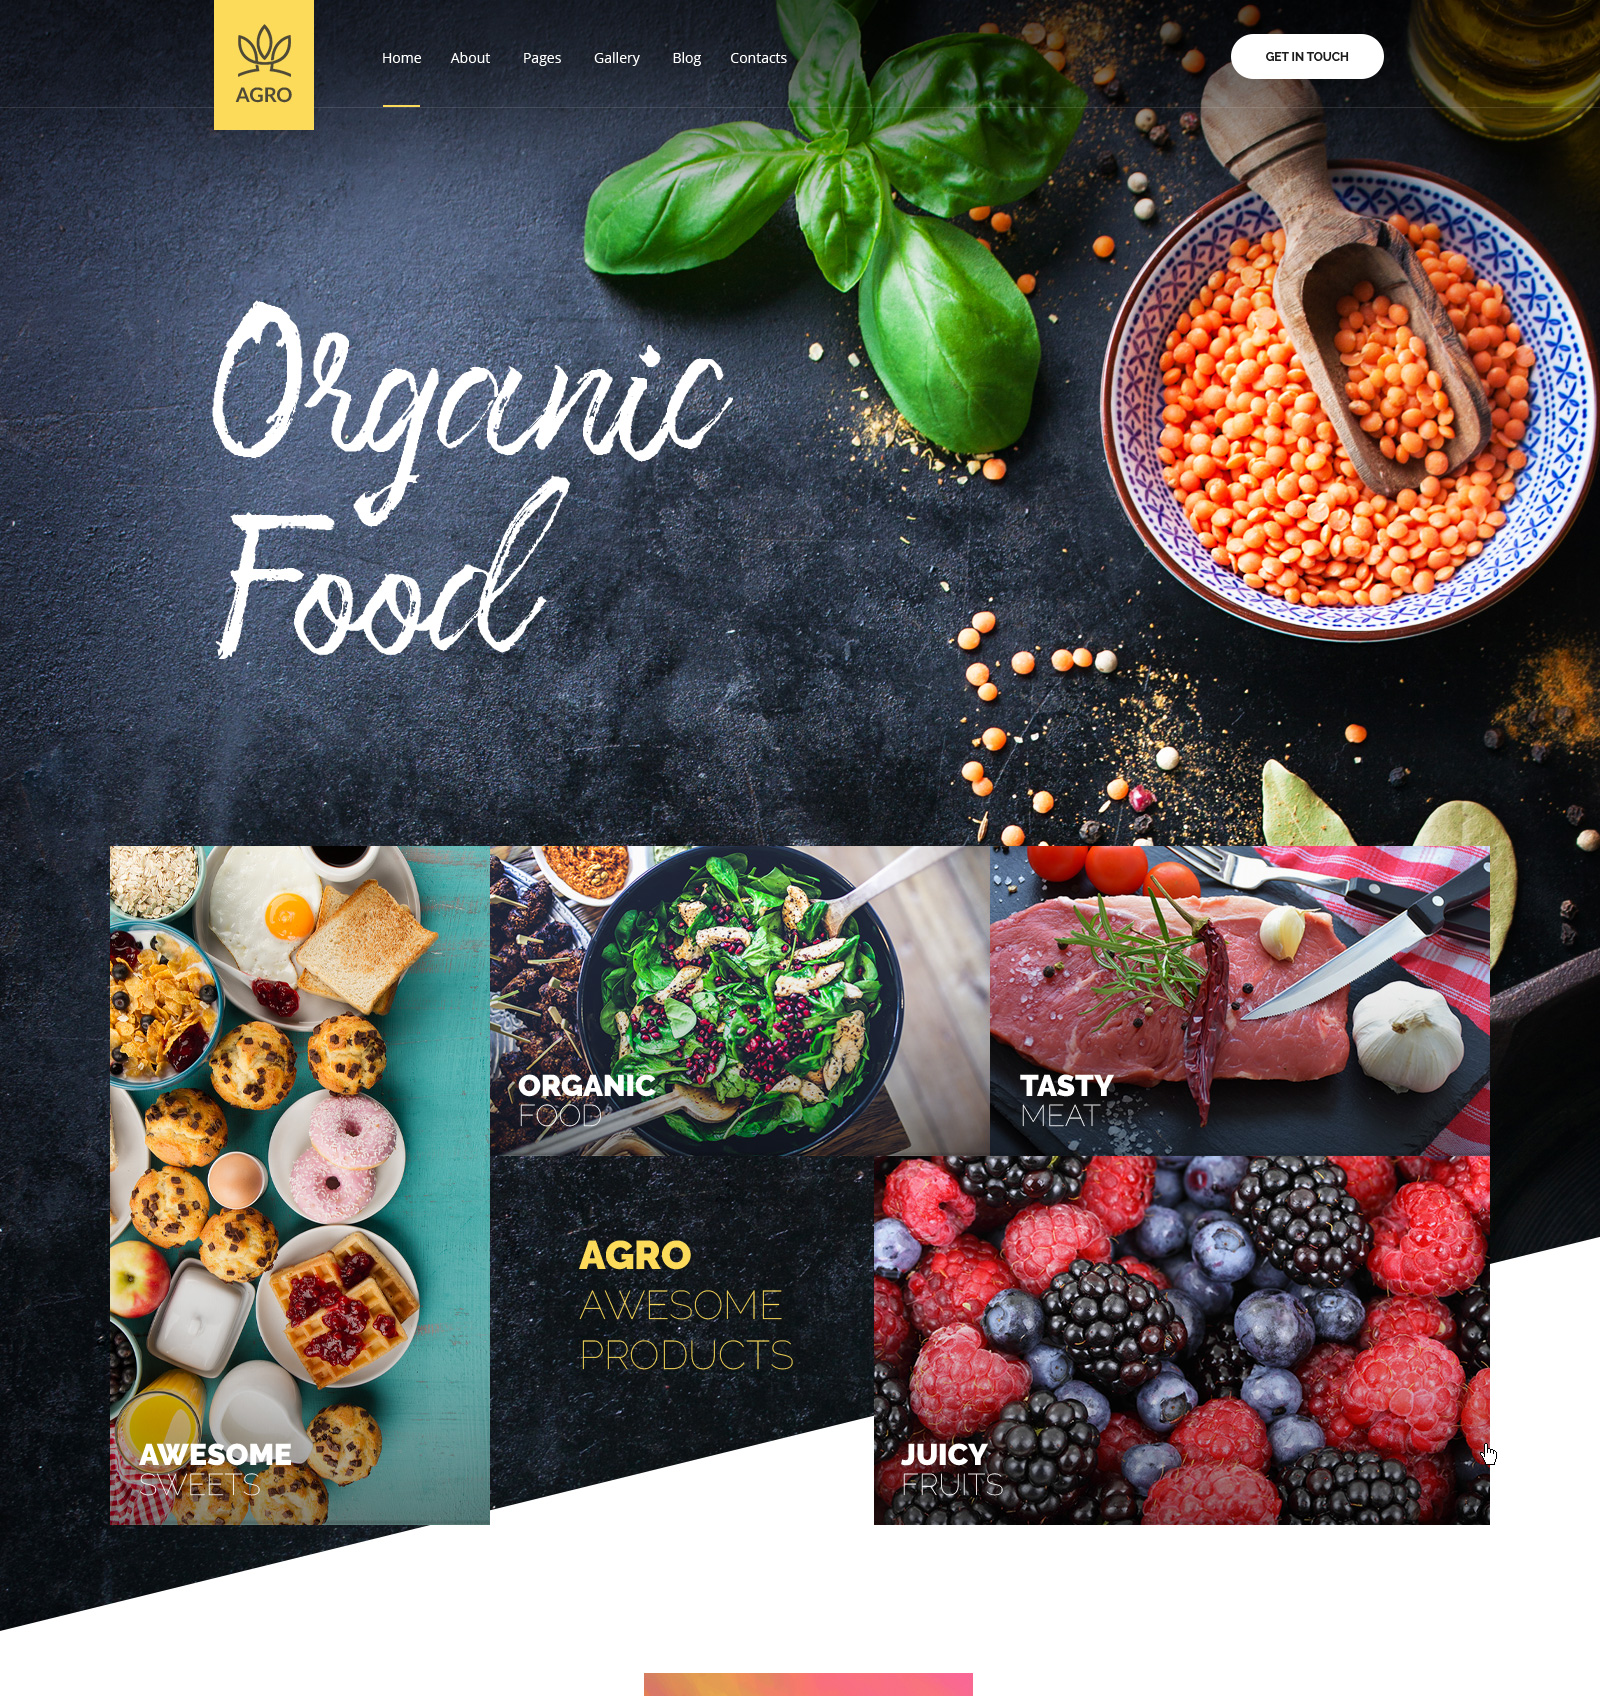 AGRO
Home About Pages Gallery Blog Contacts
GET IN TOUCH
Organic
Food
ORGANIC
FOOD
TASTY
MEAT
AGRO
AWESOME
PRODUCTS
AWESOME
SWEETS
JUICY
FRUITS